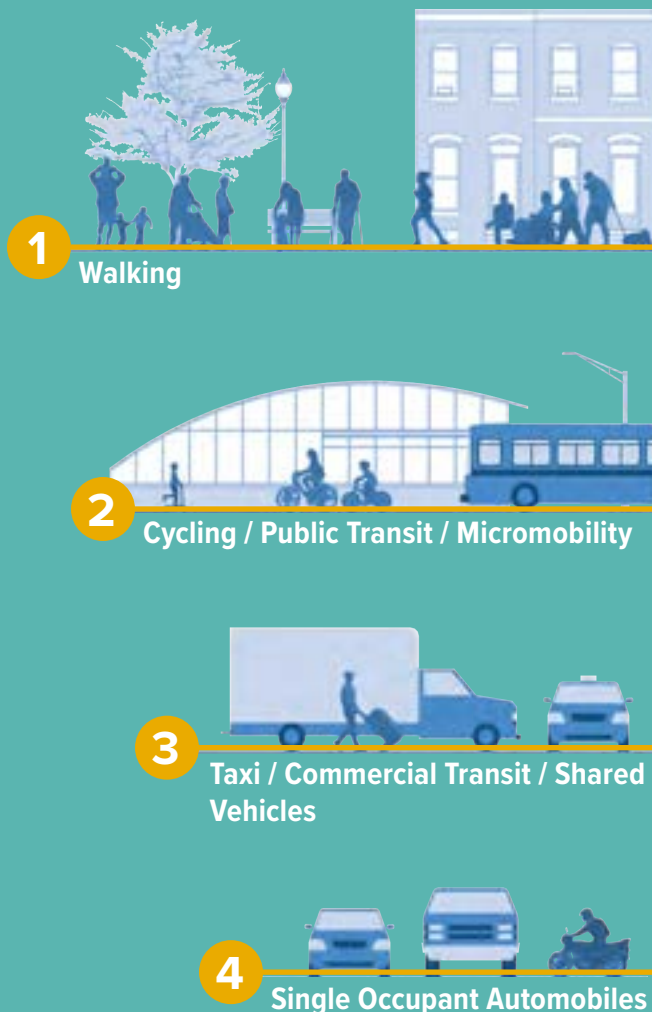 1
Walking
2
Cycling / Public Transit / Micromobility
3
Taxi / Commercial Transit / Shared
Vehicles
4
Single Occupant Automobiles